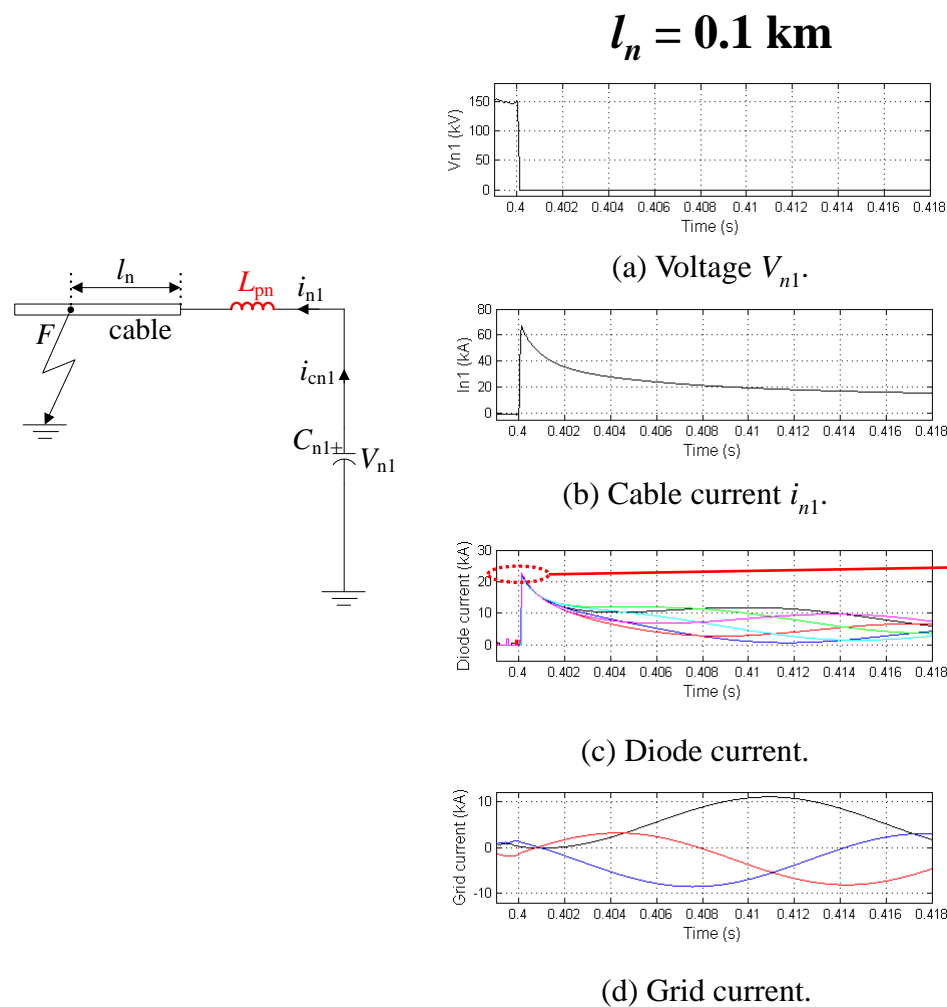 l_n = 0.1 km
150
100
50
0
Vn1 (kV)
0.4 0.402 0.404 0.406 0.408 0.41 0.412 0.414 0.416 0.418
Time (s)
(a) Voltage V_n1.
l_n
L_pn
i_n1
F
cable
i_cn1
C_n1+
V_n1
80
60
40
20
0
In1 (kA)
0.4 0.402 0.404 0.406 0.408 0.41 0.412 0.414 0.416 0.418
Time (s)
(b) Cable current i_n1.
30
20
10
0
Diode current (kA)
0.4 0.402 0.404 0.406 0.408 0.41 0.412 0.414 0.416 0.418
Time (s)
(c) Diode current.
10
0
-10
Grid current (kA)
0.4 0.402 0.404 0.406 0.408 0.41 0.412 0.414 0.416 0.418
Time (s)
(d) Grid current.